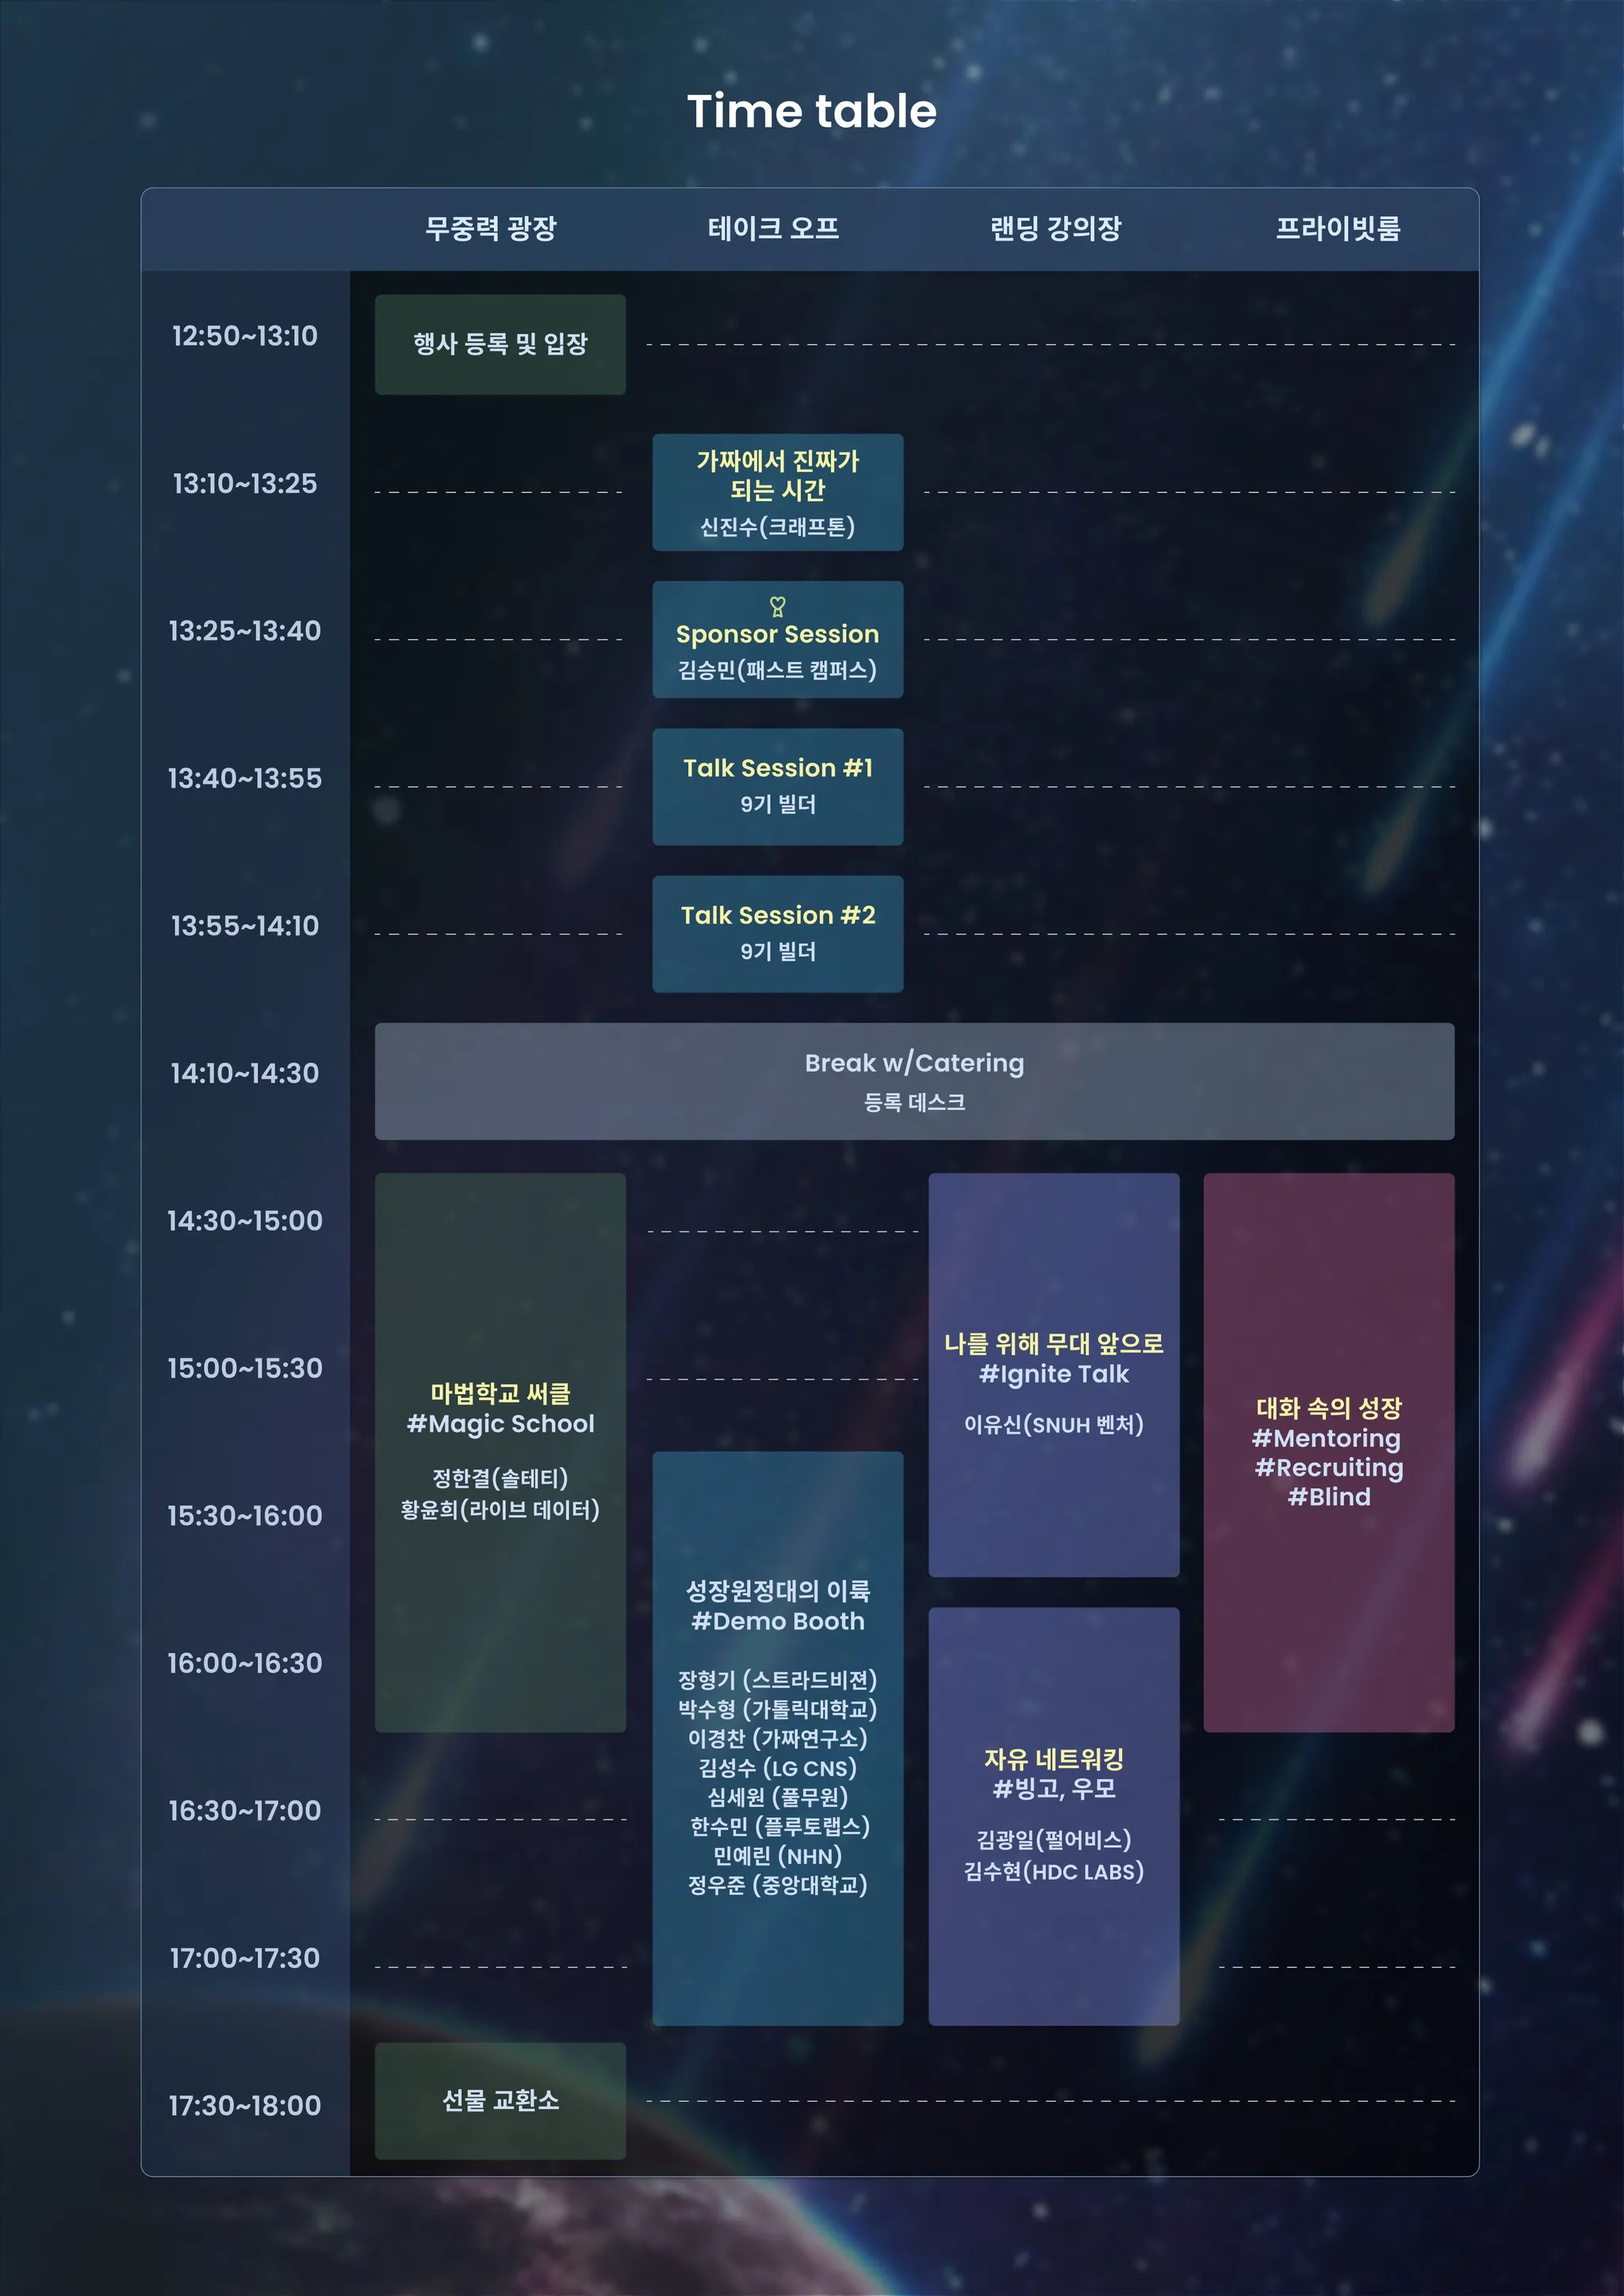 Time table
무중력 광장
테이크 오프
랜딩 강의장
프라이빗룸
12:50~13:10
행사 등록 및 입장
13:10~13:25
가짜에서 진짜가
되는 시간
신진수(크래프톤)
13:25~13:40
Sponsor Session
김승민(패스트 캠퍼스)
13:40~13:55
Talk Session #1
9기 빌더
13:55~14:10
Talk Session #2
9기 빌더
14:10~14:30
Break w/Catering
등록 데스크
14:30~15:00
15:00~15:30
15:30~16:00
16:00~16:30
16:30~17:00
17:00~17:30
마법학교 써클
#Magic School
정한결(솔테티)
황윤희(라이브 데이터)
성장원정대의 이륙
#Demo Booth
장형기 (스트라드비젼)
박수형 (가톨릭대학교)
이경찬 (가짜연구소)
김성수 (LG CNS)
심세원 (풀무원)
한수민 (플루토랩스)
민예린 (NHN)
정우준 (중앙대학교)
나를 위해 무대 앞으로
#Ignite Talk
이유신(SNUH 벤처)
자유 네트워킹
#빙고, 우모
김광일(펄어비스)
김수현(HDC LABS)
대화 속의 성장
#Mentoring
#Recruiting
#Blind
17:30~18:00
선물 교환소